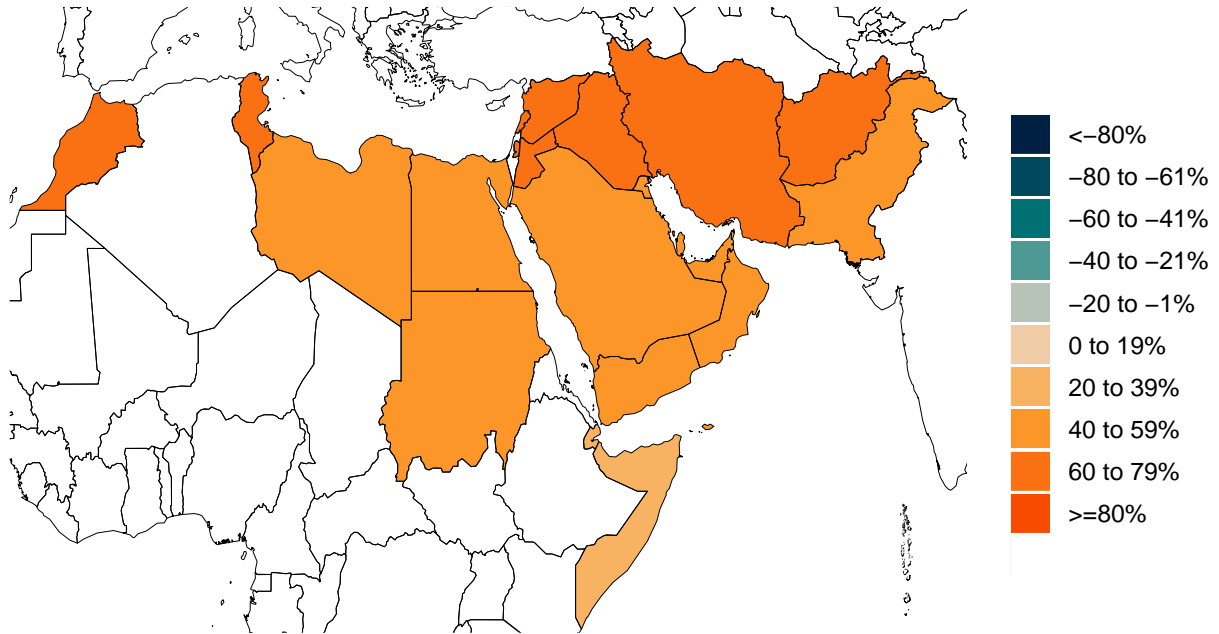 <−80%
−80 to −61%
−60 to −41%
−40 to −21%
−20 to −1%
0 to 19%
20 to 39%
40 to 59%
60 to 79%
>=80%